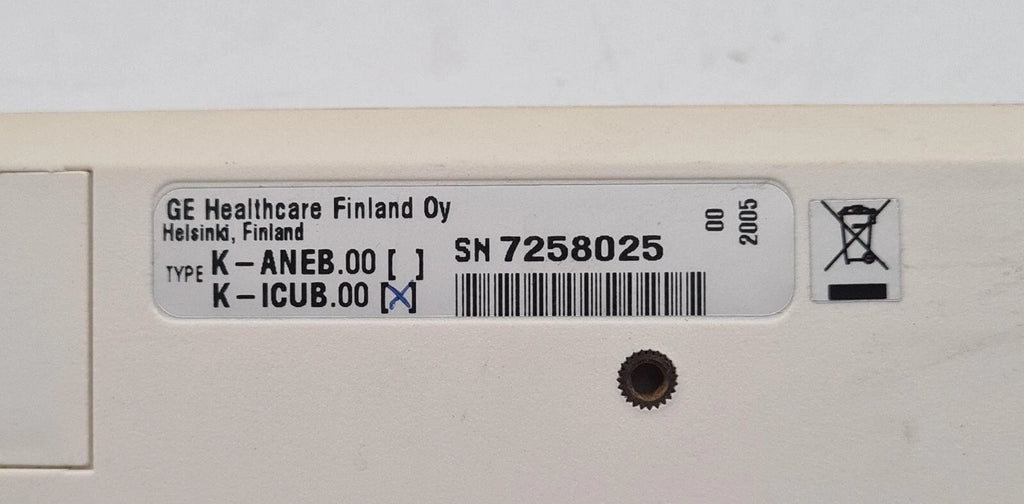 GE Healthcare Finland Oy
Helsinki, Finland
TYPE K-ANEB.00 [ ]
K-ICUB.00 [X]
SN 7258025
00
2005